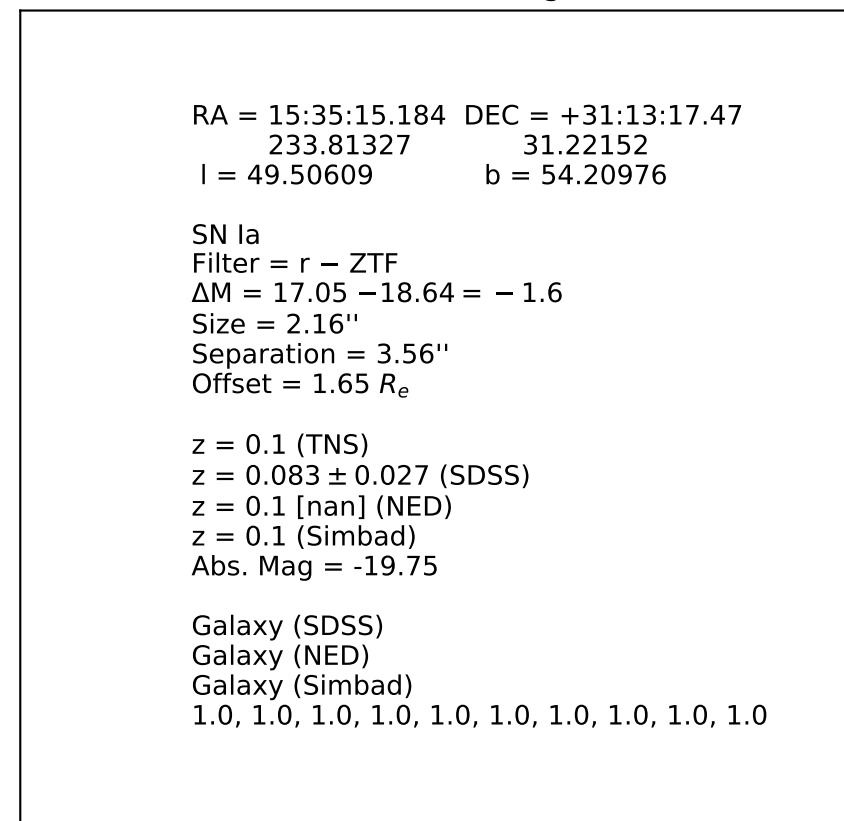 RA = 15:35:15.184  DEC = +31:13:17.47
233.81327  31.22152
l = 49.50609  b = 54.20976
SN Ia
Filter = r − ZTF
ΔM = 17.05 −18.64 = − 1.6
Size = 2.16''
Separation = 3.56''
Offset = 1.65 Rₑ
z = 0.1 (TNS)
z = 0.083 ± 0.027 (SDSS)
z = 0.1 [nan] (NED)
z = 0.1 (Simbad)
Abs. Mag = -19.75
Galaxy (SDSS)
Galaxy (NED)
Galaxy (Simbad)
1.0, 1.0, 1.0, 1.0, 1.0, 1.0, 1.0, 1.0, 1.0, 1.0